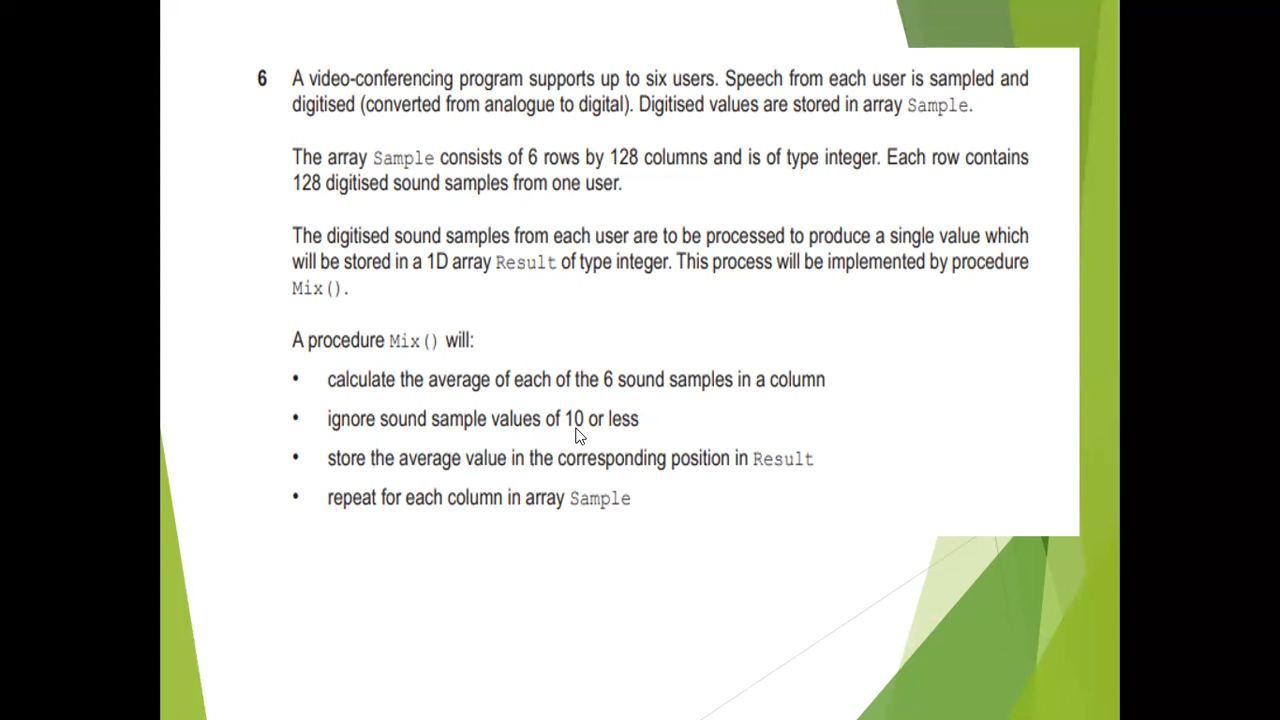 6 A video-conferencing program supports up to six users. Speech from each user is sampled and
digitised (converted from analogue to digital). Digitised values are stored in array Sample.
The array Sample consists of 6 rows by 128 columns and is of type integer. Each row contains
128 digitised sound samples from one user.
The digitised sound samples from each user are to be processed to produce a single value which
will be stored in a 1D array Result of type integer. This process will be implemented by procedure
Mix().
A procedure Mix() will:
• calculate the average of each of the 6 sound samples in a column
• ignore sound sample values of 10 or less
• store the average value in the corresponding position in Result
• repeat for each column in array Sample